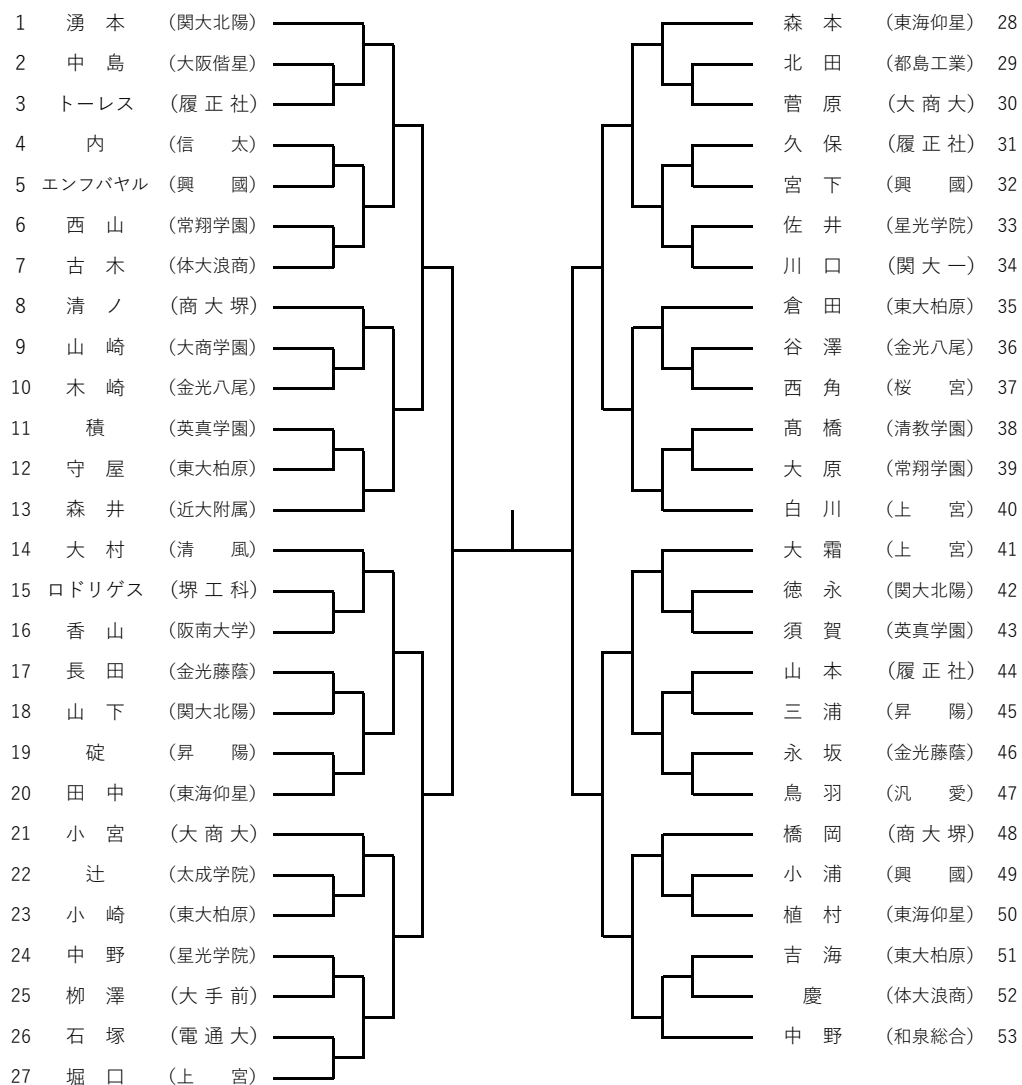 1 湧本 (関大北陽)
2 中島 (大阪偕星)
3 トーレス (履正社)
4 内 (信太)
5 エンフバヤル (興國)
6 西山 (常翔学園)
7 古木 (体大浪商)
8 清ノ (商大堺)
9 山崎 (大商学園)
10 木崎 (金光八尾)
11 積 (英真学園)
12 守屋 (東大柏原)
13 森井 (近大附属)
14 大村 (清風)
15 ロドリゲス (堺工科)
16 香山 (阪南大学)
17 長田 (金光藤蔭)
18 山下 (関大北陽)
19 碇 (昇陽)
20 田中 (東海仰星)
21 小宮 (大商大)
22 辻 (太成学院)
23 小崎 (東大柏原)
24 中野 (星光学院)
25 栁澤 (大手前)
26 石塚 (電通大)
27 堀口 (上宮)
森本 (東海仰星) 28
北田 (都島工業) 29
菅原 (大商大) 30
久保 (履正社) 31
宮下 (興國) 32
佐井 (星光学院) 33
川口 (関大一) 34
倉田 (東大柏原) 35
谷澤 (金光八尾) 36
西角 (桜宮) 37
髙橋 (清教学園) 38
大原 (常翔学園) 39
白川 (上宮) 40
大霜 (上宮) 41
徳永 (関大北陽) 42
須賀 (英真学園) 43
山本 (履正社) 44
三浦 (昇陽) 45
永坂 (金光藤蔭) 46
鳥羽 (汎愛) 47
橋岡 (商大堺) 48
小浦 (興國) 49
植村 (東海仰星) 50
吉海 (東大柏原) 51
慶 (体大浪商) 52
中野 (和泉総合) 53